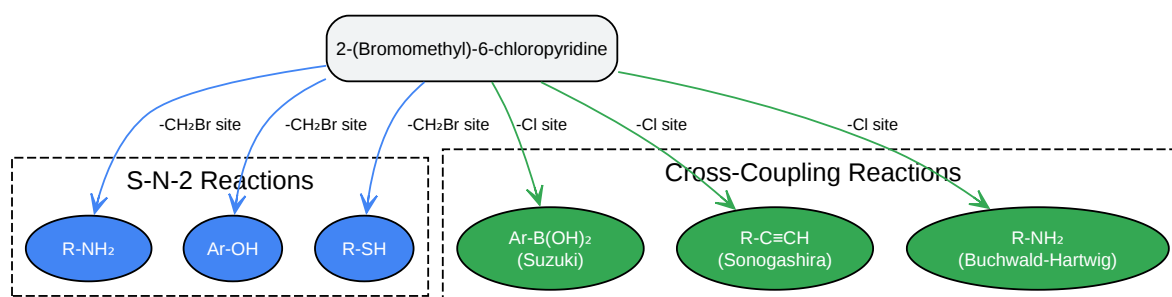 2-(Bromomethyl)-6-chloropyridine
-CH₂Br site
-CH₂Br site
-CH₂Br site
-Cl site
-Cl site
-Cl site
S-N-2 Reactions
Cross-Coupling Reactions
R-NH₂
Ar-OH
R-SH
Ar-B(OH)₂
(Suzuki)
R-C≡CH
(Sonogashira)
R-NH₂
(Buchwald-Hartwig)